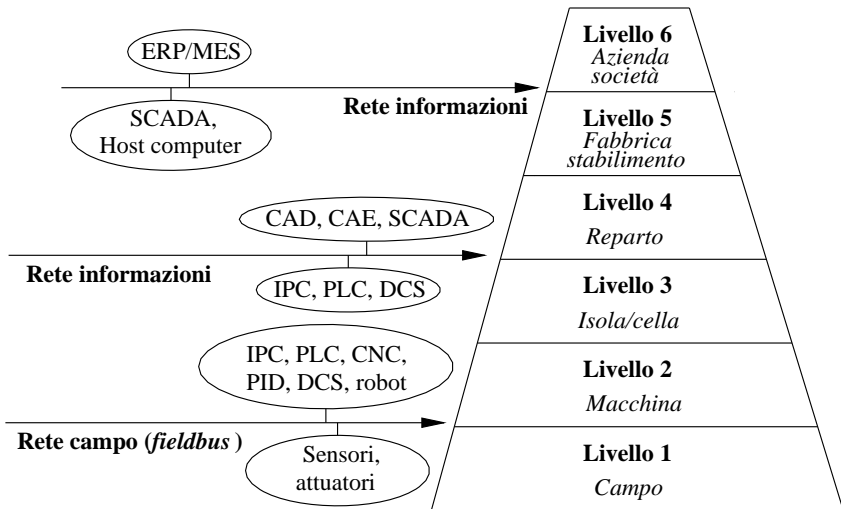 ERP/MES
Rete informazioni
SCADA,
Host computer
CAD, CAE, SCADA
Rete informazioni
IPC, PLC, DCS
IPC, PLC, CNC,
PID, DCS, robot
Rete campo (fieldbus )
Sensori,
attuatori
Livello 6
Azienda
società
Livello 5
Fabbrica
stabilimento
Livello 4
Reparto
Livello 3
Isola/cella
Livello 2
Macchina
Livello 1
Campo